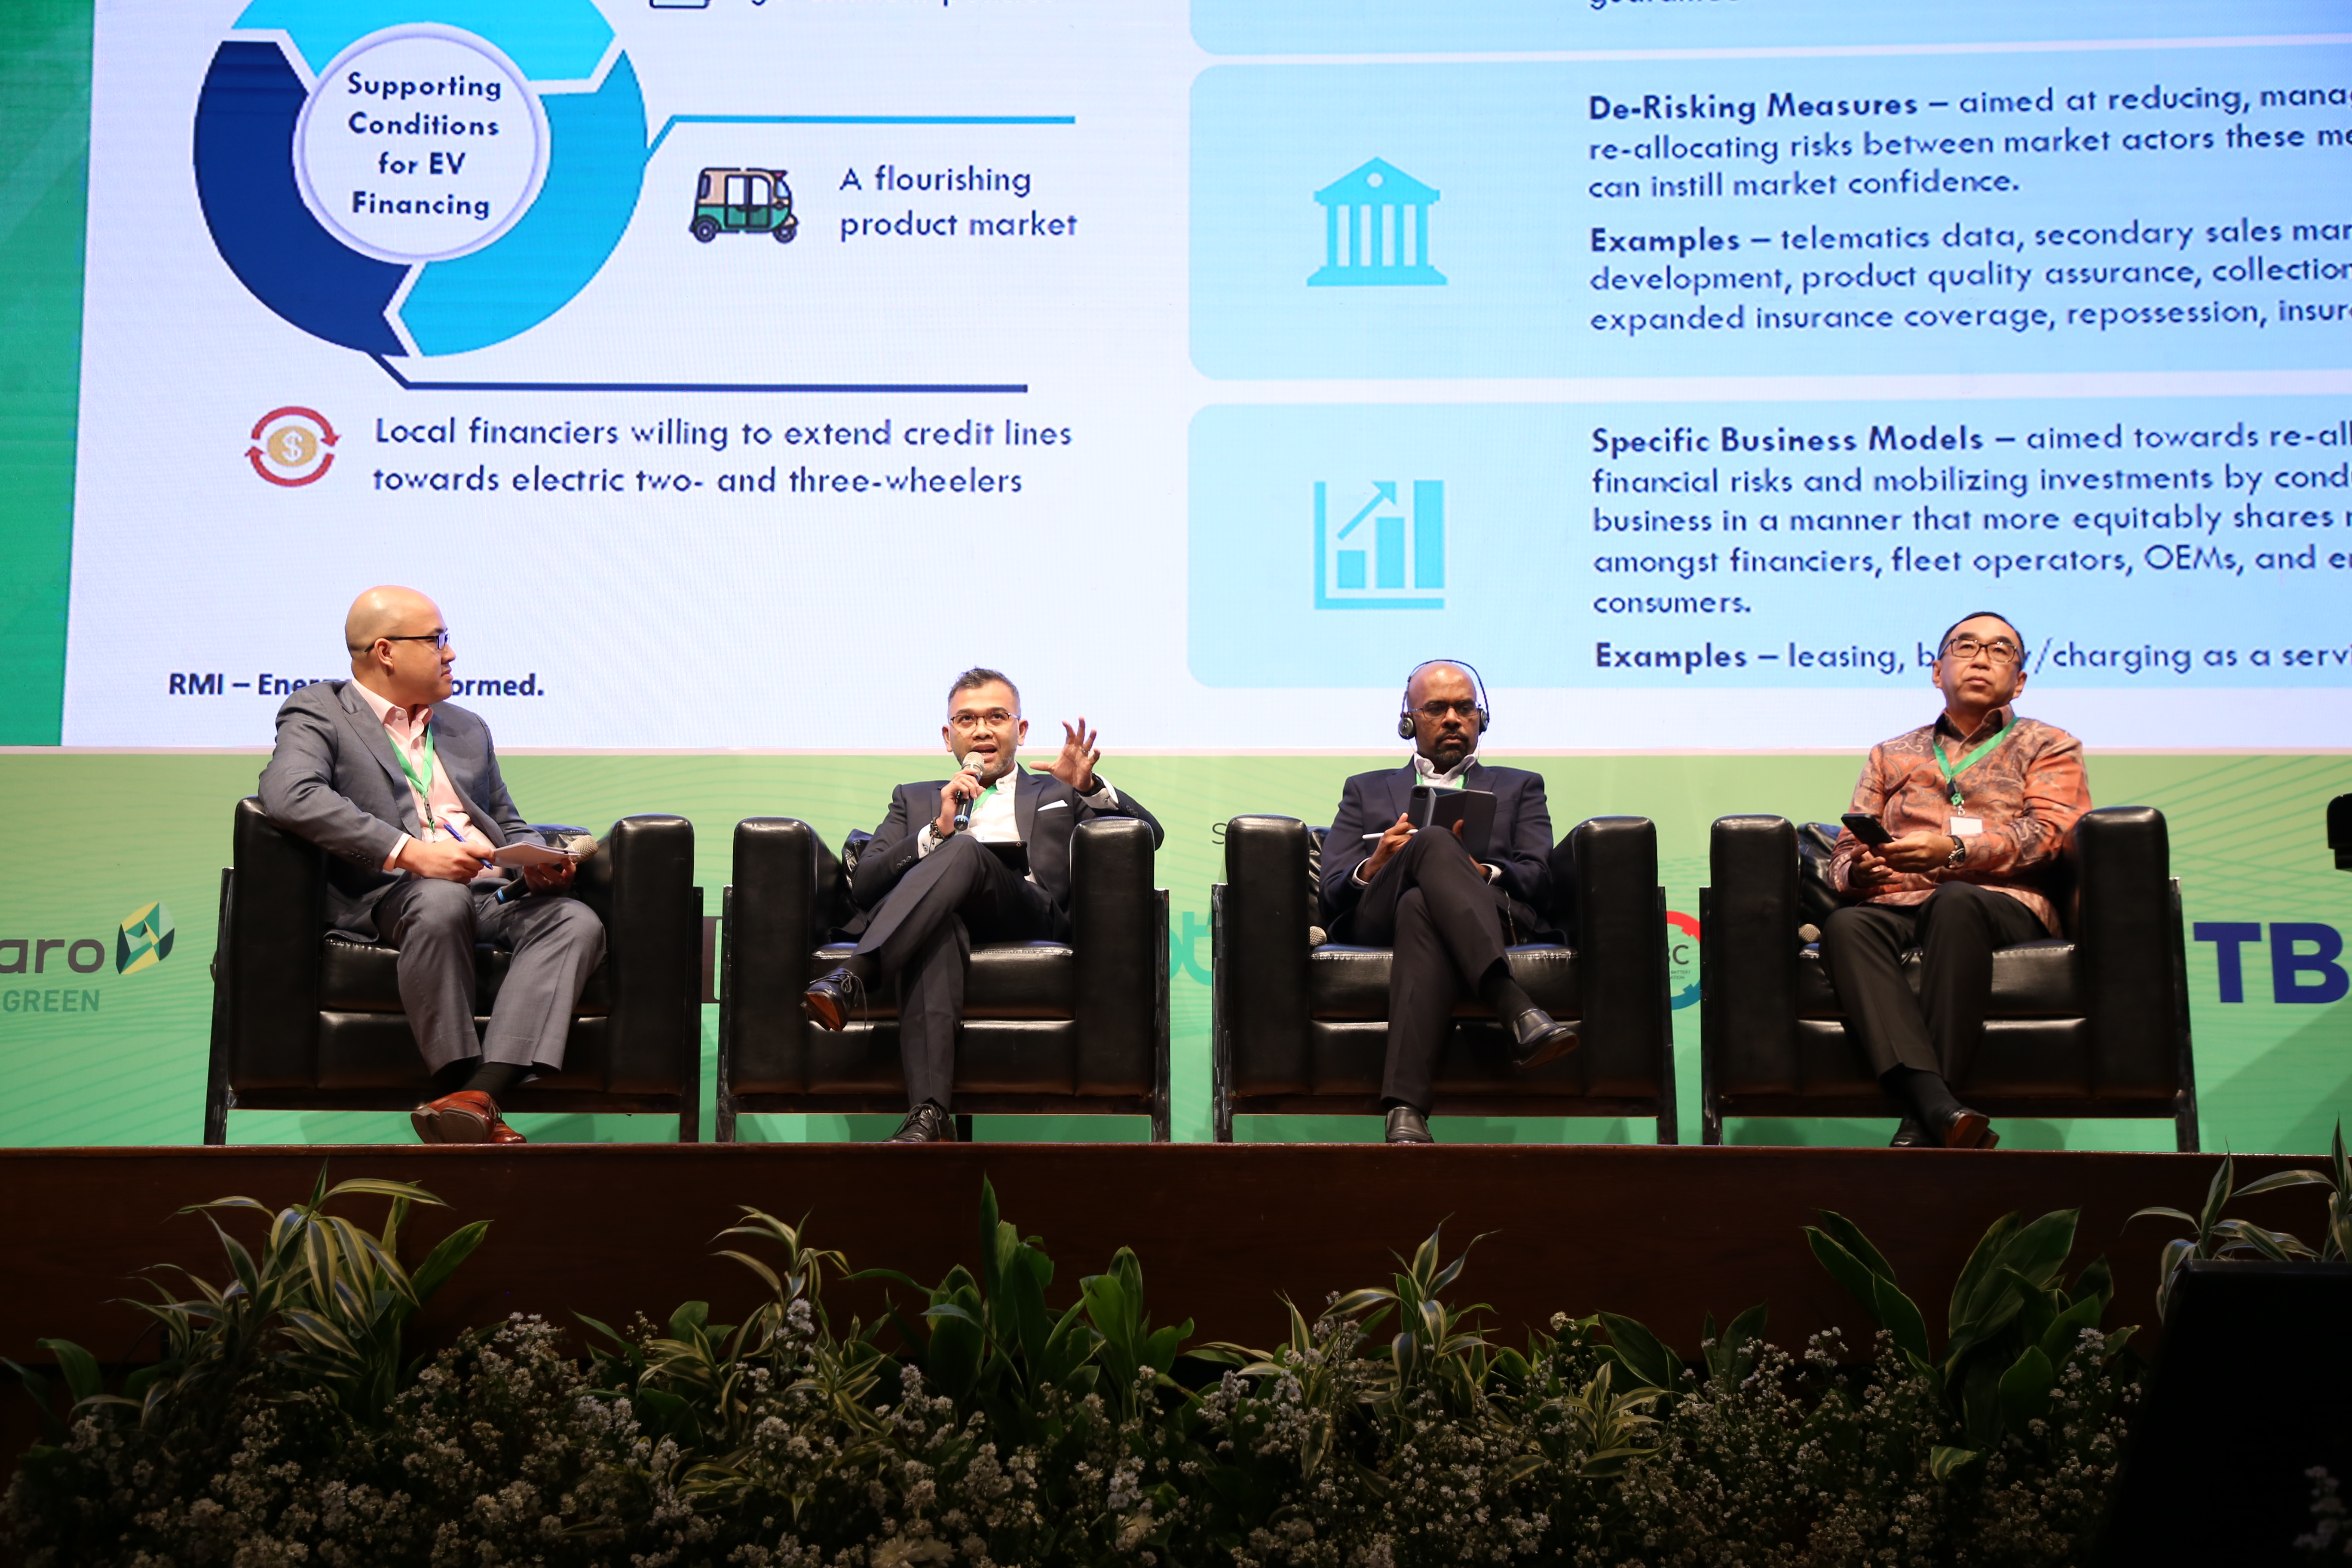 Supporting
Conditions
for EV
Financing
A flourishing
product market
Local financiers willing to extend credit lines
towards electric two- and three-wheelers
RMI – Ener ormed.
De-Risking Measures – aimed at reducing, mana
re-allocating risks between market actors these me
can instill market confidence.
Examples – telematics data, secondary sales mar
development, product quality assurance, collection
expanded insurance coverage, repossession, insur
Specific Business Models – aimed towards re-all
financial risks and mobilizing investments by cond
business in a manner that more equitably shares
amongst financiers, fleet operators, OEMs, and e
consumers.
Examples – leasing, b y/charging as a servi
aro
GREEN
TB